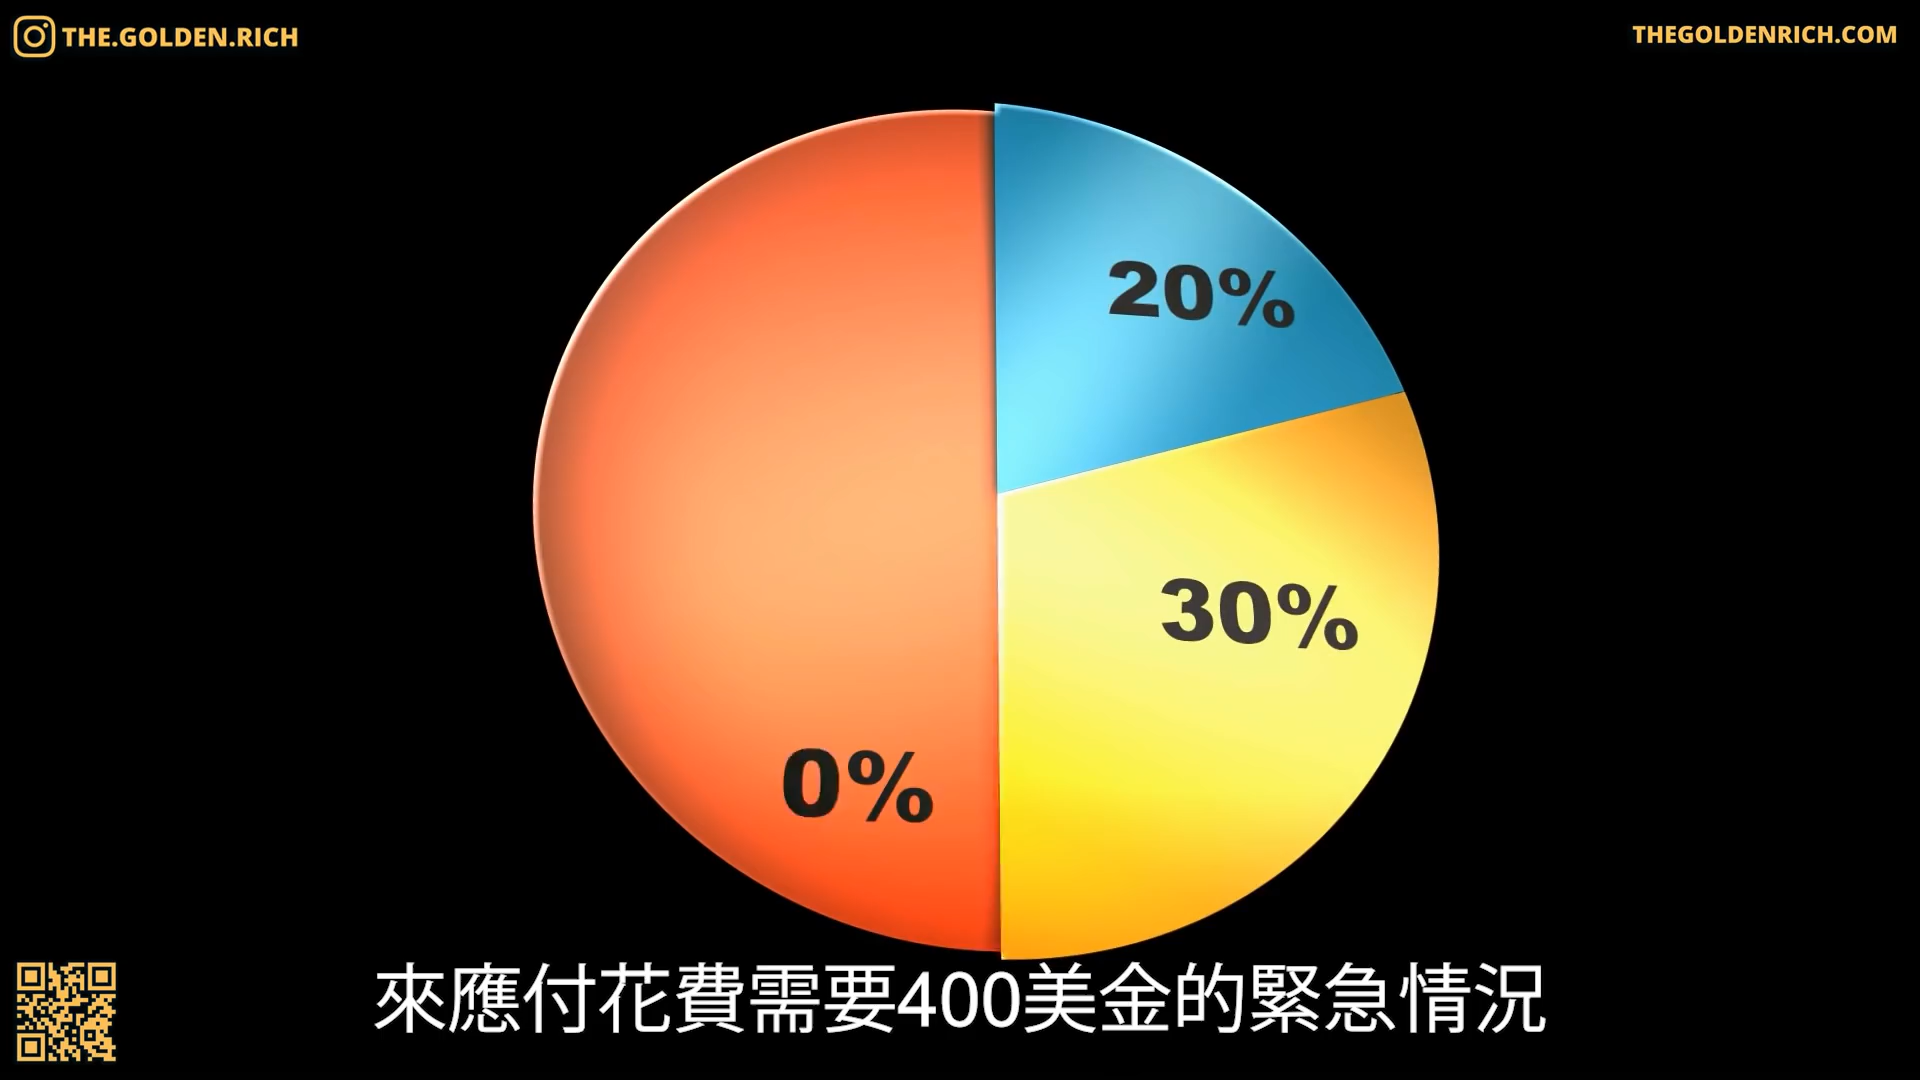 THE.GOLDEN.RICH
THEGOLDENRICH.COM
20%
30%
0%
來應付花費需要400美金的緊急情況